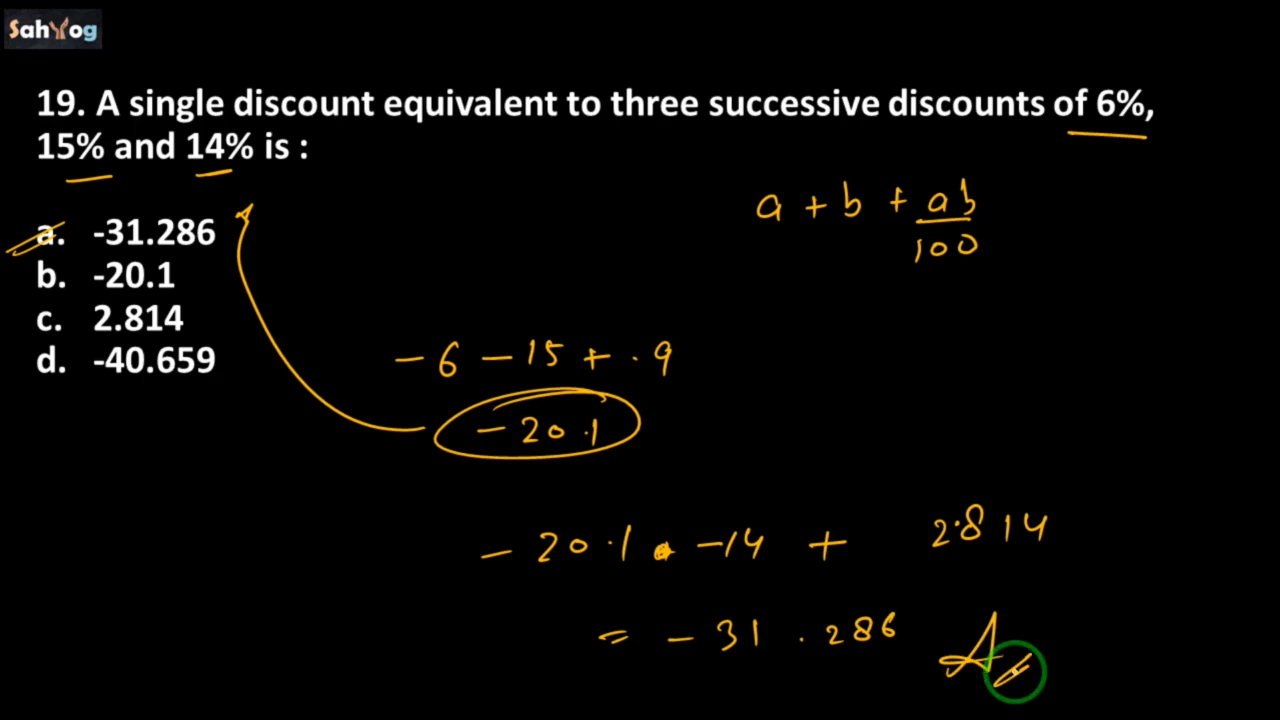 SahYog
19. A single discount equivalent to three successive discounts of 6%,
15% and 14% is :
a + b + ab
100
a. -31.286
b. -20.1
c. 2.814
d. -40.659
- 6 - 15 + .9
- 20.1
- 20.1 -14 + 2.814
= - 31.286 A